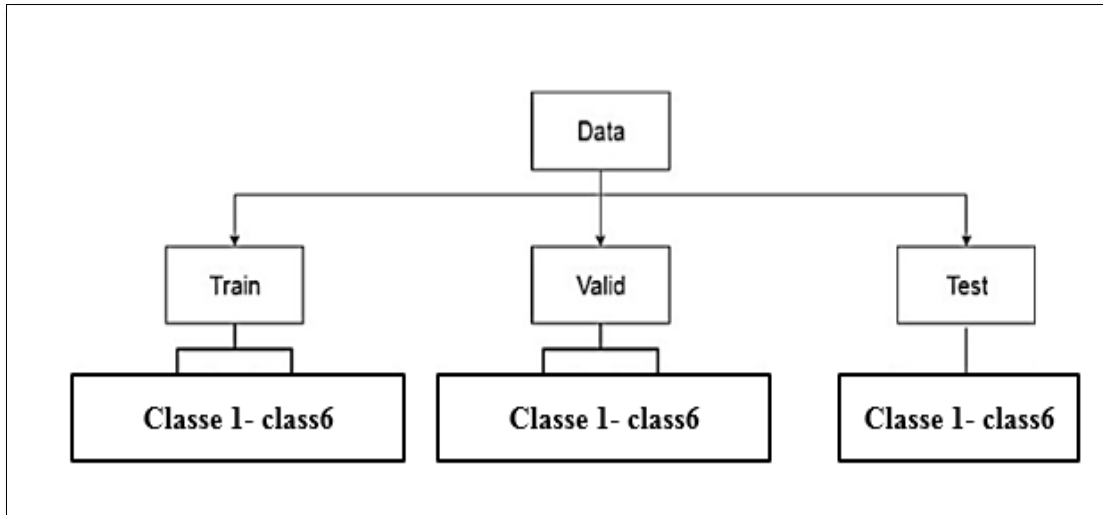 Data
Train
Valid
Test
Classe 1- class6
Classe 1- class6
Classe 1- class6